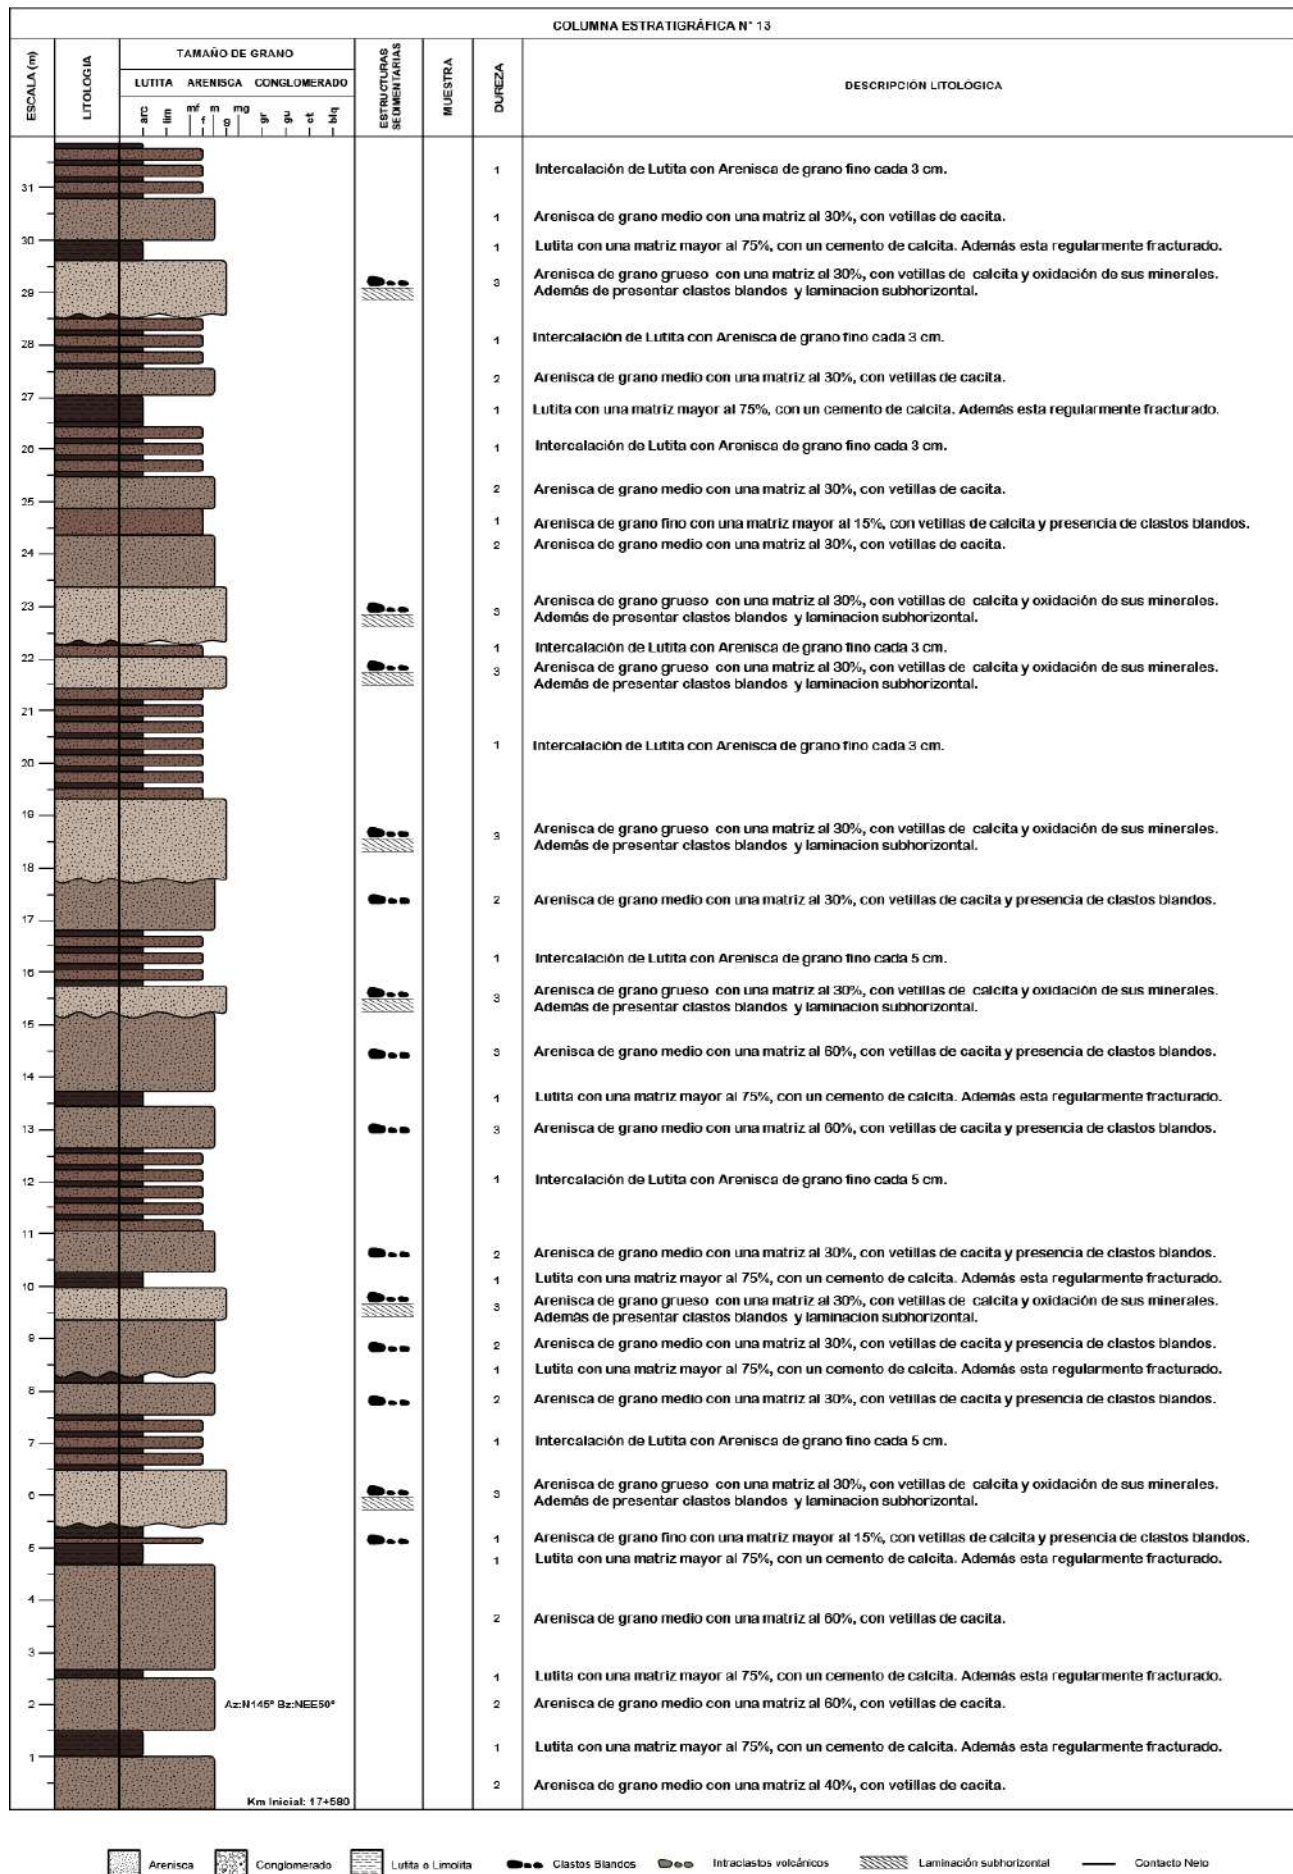 COLUMNA ESTRATIGRÁFICA N° 13
ESCALA (m)
LITOLOGIA
TAMAÑO DE GRANO
LUTITA ARENISCA CONGLOMERADO
arc lim mf f m g mg gr gu ct blq
ESTRUCTURAS SEDIMENTARIAS
MUESTRA
DUREZA
DESCRIPCIÓN LITOLÓGICA
1 Intercalación de Lutita con Arenisca de grano fino cada 3 cm.
31
1 Arenisca de grano medio con una matriz al 30%, con vetillas de cacita.
30
1 Lutita con una matriz mayor al 75%, con un cemento de calcita. Además esta regularmente fracturado.
3 Arenisca de grano grueso con una matriz al 30%, con vetillas de calcita y oxidación de sus minerales.
Además de presentar clastos blandos y laminacion subhorizontal.
29
1 Intercalación de Lutita con Arenisca de grano fino cada 3 cm.
28
2 Arenisca de grano medio con una matriz al 30%, con vetillas de cacita.
27
1 Lutita con una matriz mayor al 75%, con un cemento de calcita. Además esta regularmente fracturado.
1 Intercalación de Lutita con Arenisca de grano fino cada 3 cm.
26
2 Arenisca de grano medio con una matriz al 30%, con vetillas de cacita.
25
1 Arenisca de grano fino con una matriz mayor al 15%, con vetillas de calcita y presencia de clastos blandos.
2 Arenisca de grano medio con una matriz al 30%, con vetillas de cacita.
24
3 Arenisca de grano grueso con una matriz al 30%, con vetillas de calcita y oxidación de sus minerales.
Además de presentar clastos blandos y laminacion subhorizontal.
23
1 Intercalación de Lutita con Arenisca de grano fino cada 3 cm.
22
3 Arenisca de grano grueso con una matriz al 30%, con vetillas de calcita y oxidación de sus minerales.
Además de presentar clastos blandos y laminacion subhorizontal.
21
1 Intercalación de Lutita con Arenisca de grano fino cada 3 cm.
20
19
3 Arenisca de grano grueso con una matriz al 30%, con vetillas de calcita y oxidación de sus minerales.
Además de presentar clastos blandos y laminacion subhorizontal.
18
2 Arenisca de grano medio con una matriz al 30%, con vetillas de cacita y presencia de clastos blandos.
17
1 Intercalación de Lutita con Arenisca de grano fino cada 5 cm.
16
3 Arenisca de grano grueso con una matriz al 30%, con vetillas de calcita y oxidación de sus minerales.
Además de presentar clastos blandos y laminacion subhorizontal.
15
3 Arenisca de grano medio con una matriz al 60%, con vetillas de cacita y presencia de clastos blandos.
14
1 Lutita con una matriz mayor al 75%, con un cemento de calcita. Además esta regularmente fracturado.
13
3 Arenisca de grano medio con una matriz al 60%, con vetillas de cacita y presencia de clastos blandos.
12
1 Intercalación de Lutita con Arenisca de grano fino cada 5 cm.
11
2 Arenisca de grano medio con una matriz al 30%, con vetillas de cacita y presencia de clastos blandos.
10
1 Lutita con una matriz mayor al 75%, con un cemento de calcita. Además esta regularmente fracturado.
3 Arenisca de grano grueso con una matriz al 30%, con vetillas de calcita y oxidación de sus minerales.
Además de presentar clastos blandos y laminacion subhorizontal.
9
2 Arenisca de grano medio con una matriz al 30%, con vetillas de cacita y presencia de clastos blandos.
1 Lutita con una matriz mayor al 75%, con un cemento de calcita. Además esta regularmente fracturado.
8
2 Arenisca de grano medio con una matriz al 30%, con vetillas de cacita y presencia de clastos blandos.
7
1 Intercalación de Lutita con Arenisca de grano fino cada 5 cm.
6
3 Arenisca de grano grueso con una matriz al 30%, con vetillas de calcita y oxidación de sus minerales.
Además de presentar clastos blandos y laminacion subhorizontal.
1 Arenisca de grano fino con una matriz mayor al 15%, con vetillas de calcita y presencia de clastos blandos.
5
1 Lutita con una matriz mayor al 75%, con un cemento de calcita. Además esta regularmente fracturado.
4
2 Arenisca de grano medio con una matriz al 60%, con vetillas de cacita.
3
1 Lutita con una matriz mayor al 75%, con un cemento de calcita. Además esta regularmente fracturado.
2
Az:N145° Bz:NEE50°
2 Arenisca de grano medio con una matriz al 60%, con vetillas de cacita.
1 Lutita con una matriz mayor al 75%, con un cemento de calcita. Además esta regularmente fracturado.
1
2 Arenisca de grano medio con una matriz al 40%, con vetillas de cacita.
Km Inicial: 17+580
Arenisca Conglomerado Lutita o Limolita Clastos Blandos Intraclastos volcánicos Laminación subhorizontal Contacto Neto